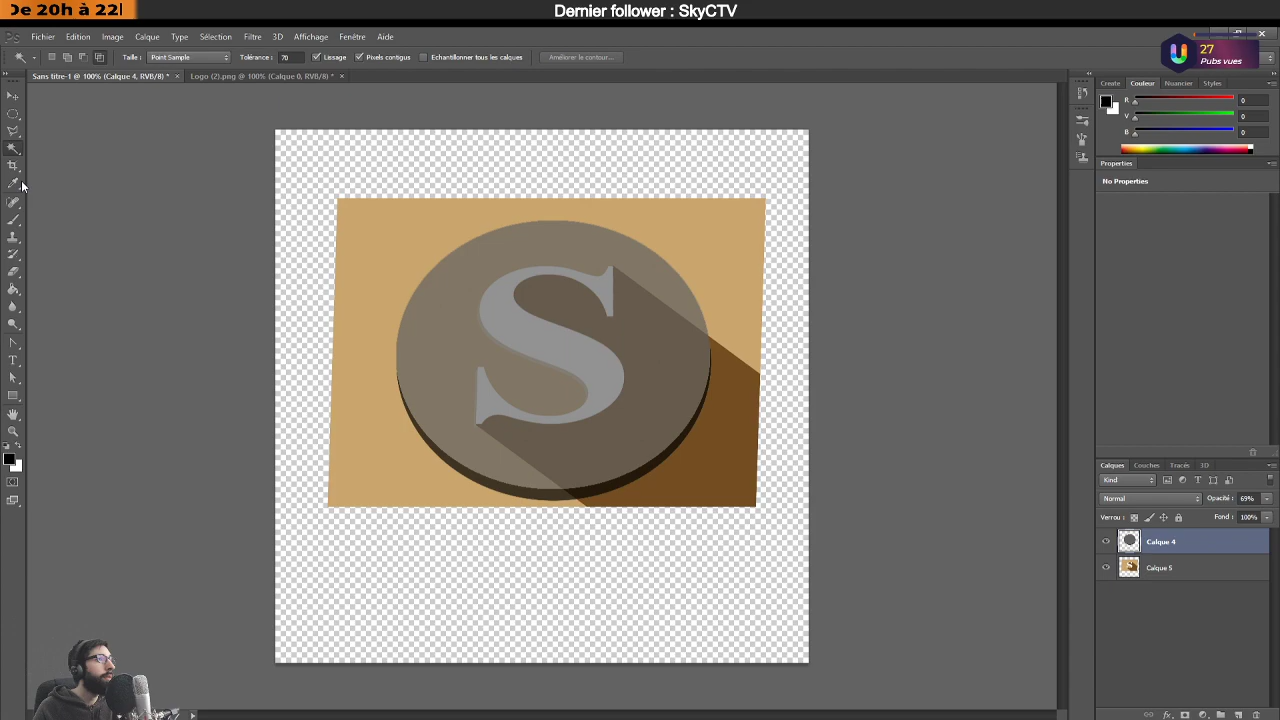 De 20h à 22h
Dernier follower : SkyCTV
Ps Fichier Edition Image Calque Type Sélection Filtre 3D Affichage Fenêtre Aide
Taille : Point Sample Tolérance : 70 Lissage Pixels contigus Echantillonner tous les calques Améliorer le contour...
27
Pubs vues
Sans titre-1 @ 100% (Calque 4, RVB/8) * × Logo (2).png @ 100% (Calque 0, RVB/8) * ×
Create Couleur Nuancier Styles
R 0
V 0
B 0
Properties
No Properties
S
T
Calques Couches Tracés 3D
Kind
Normal Opacité : 69%
Verrou : Fond : 100%
Calque 4
Calque 5
fx